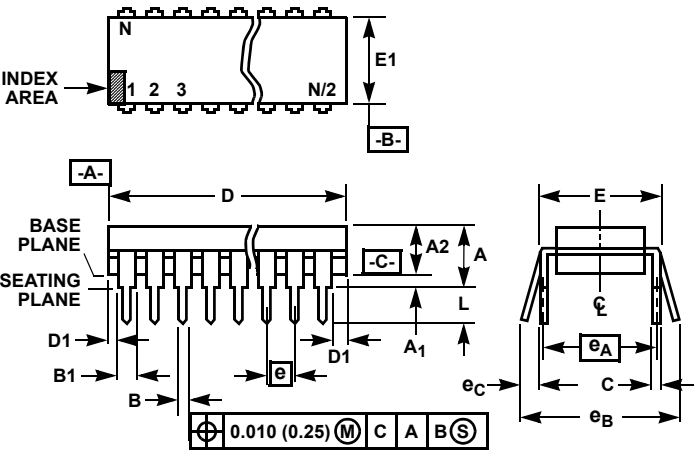 N
E1
INDEX
AREA
1 2 3 N/2
-B-
-A-
D
E
BASE
PLANE
A2
A
-C-
SEATING
PLANE
L
C L
D1
A1
D1
eA
B1
e
eC
C
B
eB
0.010 (0.25) M C A B S